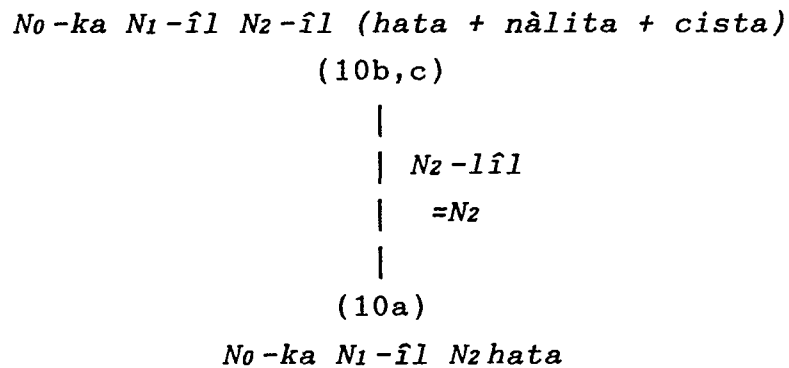 N0-ka N1-îl N2-îl (hata + nàlita + cista)
(10b,c)
N2-lîl
=N2
(10a)
N0-ka N1-îl N2 hata